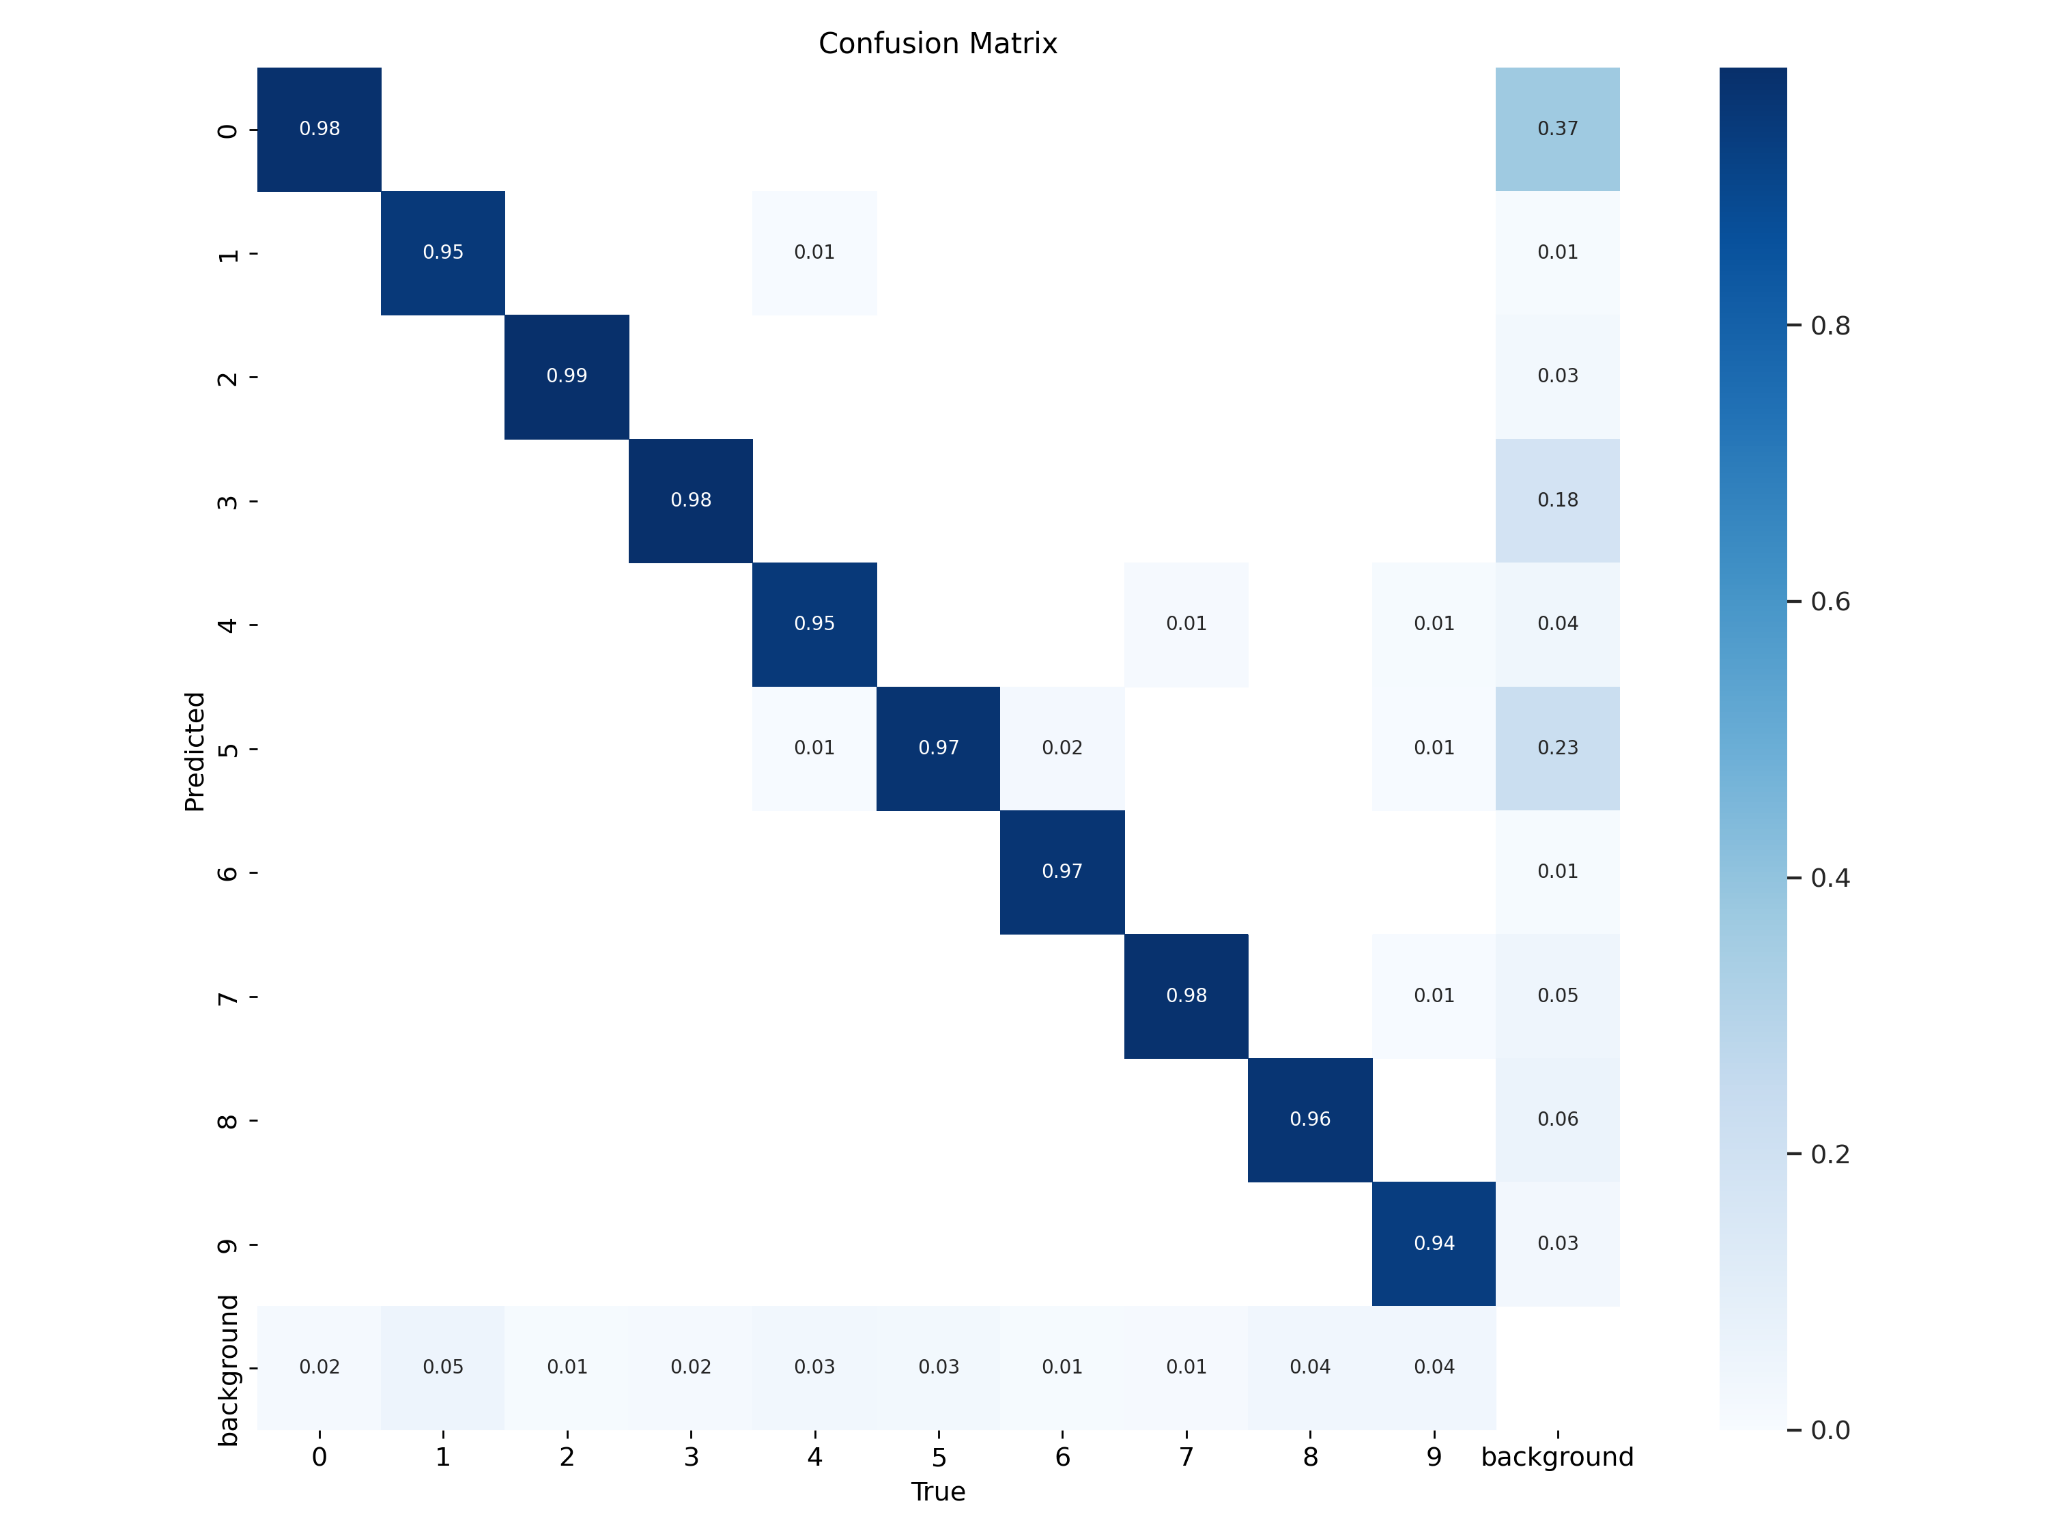 Confusion Matrix
0 0.98 0.37
1 0.95 0.01 0.01
0.8
2 0.99 0.03
3 0.98 0.18
0.6
4 0.95 0.01 0.01 0.04
Predicted
5 0.01 0.97 0.02 0.01 0.23
6 0.97 0.01
0.4
7 0.98 0.01 0.05
8 0.96 0.06
0.2
9 0.94 0.03
background 0.02 0.05 0.01 0.02 0.03 0.03 0.01 0.01 0.04 0.04
0.0
0 1 2 3 4 5 6 7 8 9 background
True